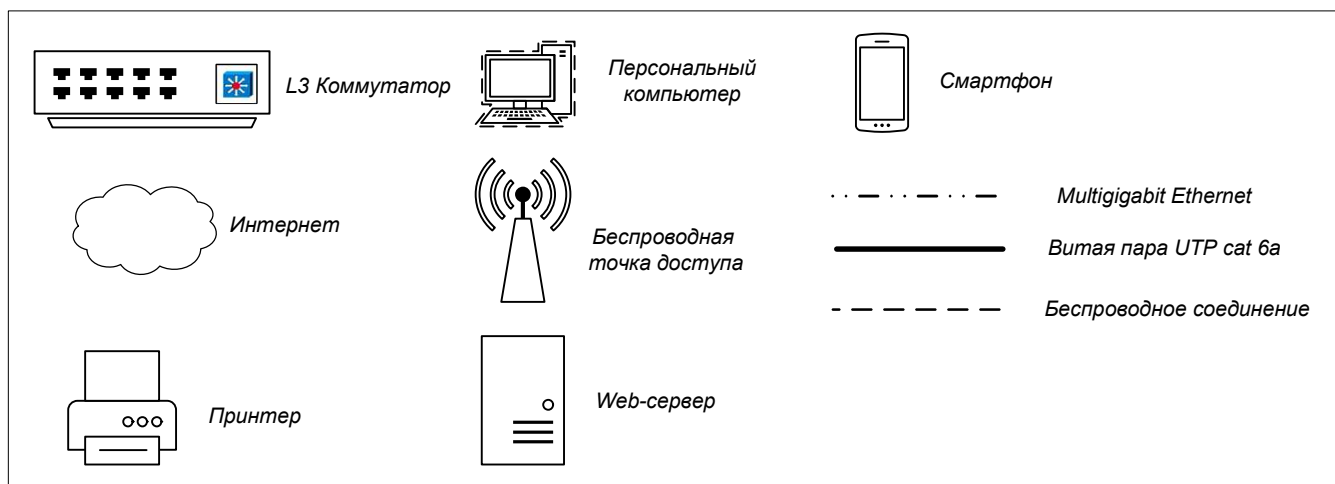 L3 Коммутатор
Персональный
компьютер
Смартфон
Интернет
Беспроводная
точка доступа
Multigigabit Ethernet
Витая пара UTP cat 6a
Беспроводное соединение
Принтер
Web-сервер